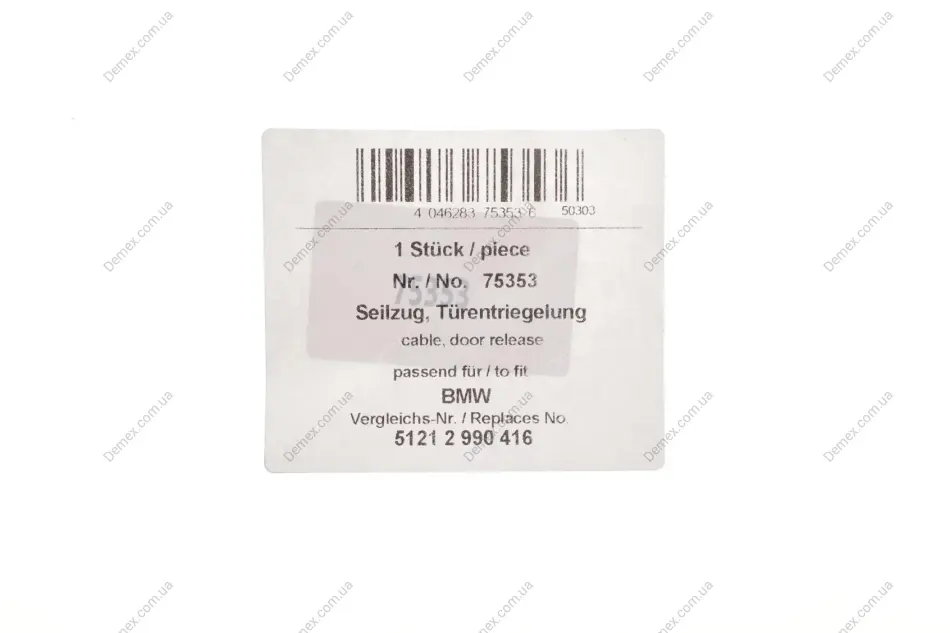 4 046283 753536 50303
1 Stück / piece
Nr. / No. 75353
75353
Seilzug, Türentriegelung
cable, door release
passend für / to fit
BMW
Vergleichs-Nr. / Replaces No.
5121 2 990 416
Demex.com.ua